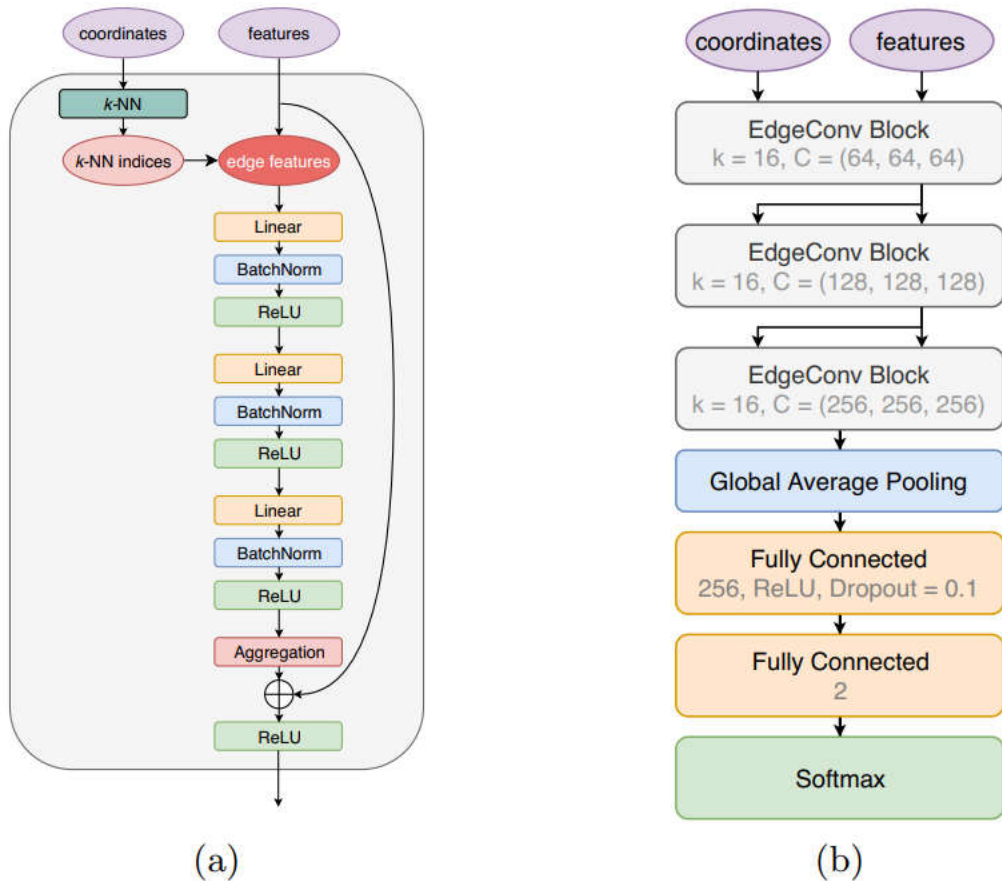 coordinates
features
k-NN
k-NN indices
edge features
Linear
BatchNorm
ReLU
Linear
BatchNorm
ReLU
Linear
BatchNorm
ReLU
Aggregation
ReLU
(a)
coordinates
features
EdgeConv Block
k = 16, C = (64, 64, 64)
EdgeConv Block
k = 16, C = (128, 128, 128)
EdgeConv Block
k = 16, C = (256, 256, 256)
Global Average Pooling
Fully Connected
256, ReLU, Dropout = 0.1
Fully Connected
2
Softmax
(b)